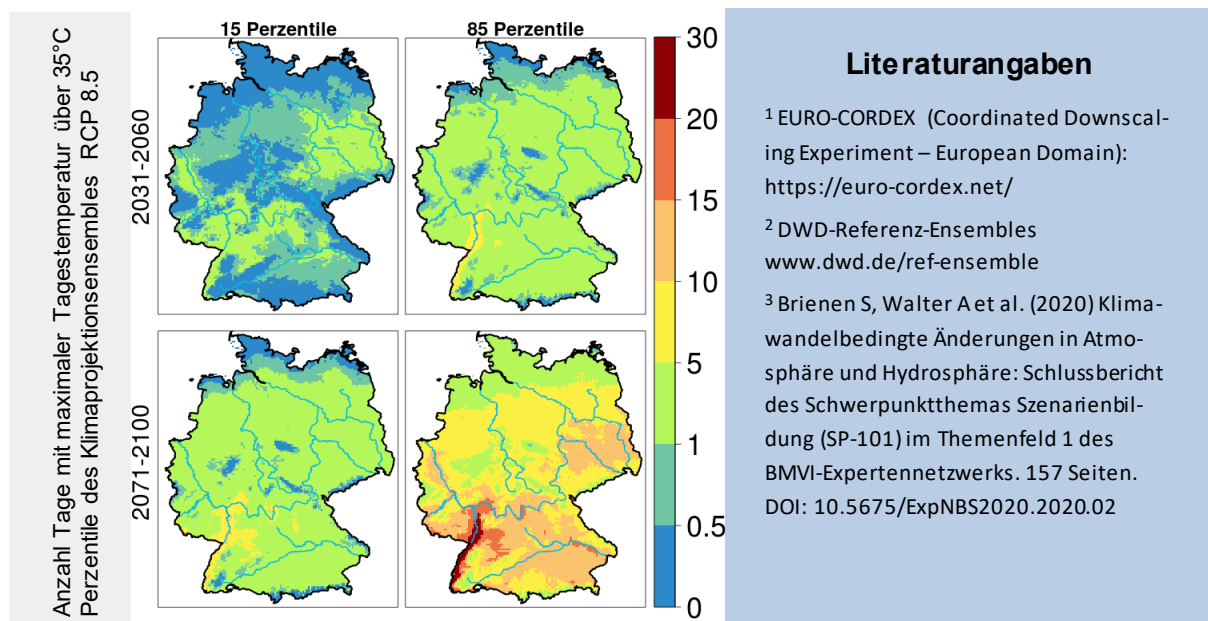 Anzahl Tage mit maximaler Tagestemperatur über 35°C
Perzentile des Klimaprojektionsensembles RCP 8.5
15 Perzentile
85 Perzentile
2031-2060
2071-2100
30
20
15
10
5
1
0.5
0
Literaturangaben
1 EURO-CORDEX (Coordinated Downscal-
ing Experiment – European Domain):
https://euro-cordex.net/
2 DWD-Referenz-Ensembles
www.dwd.de/ref-ensemble
3 Brienen S, Walter A et al. (2020) Klima-
wandelbedingte Änderungen in Atmo-
sphäre und Hydrosphäre: Schlussbericht
des Schwerpunktthemas Szenarienbil-
dung (SP-101) im Themenfeld 1 des
BMVI-Expertennetzwerks. 157 Seiten.
DOI: 10.5675/ExpNBS2020.2020.02